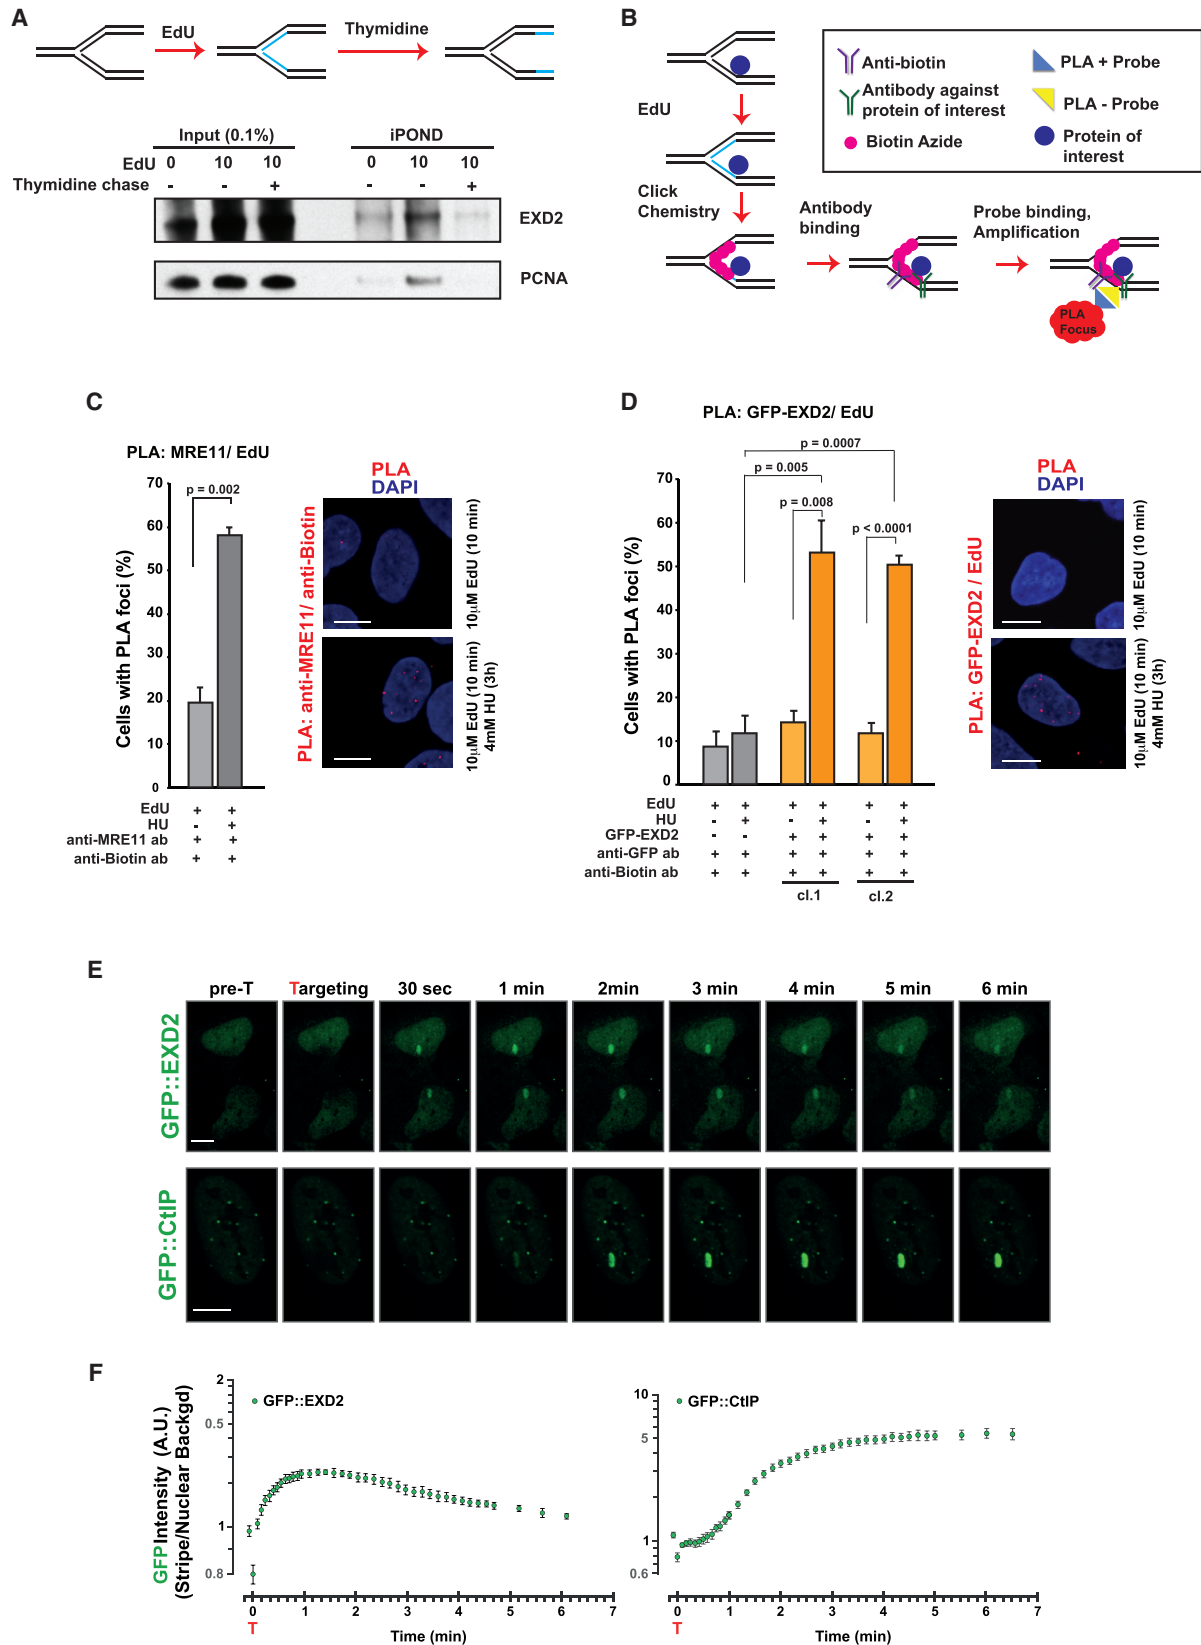 A
EdU
Thymidine
Input (0.1%)
iPOND
EdU 0 10 10 0 10 10
Thymidine chase - - + - - +
EXD2
PCNA
B
EdU
Click
Chemistry
Antibody
binding
Probe binding,
Amplification
PLA
Focus
Anti-biotin
Antibody against
protein of interest
Biotin Azide
PLA + Probe
PLA - Probe
Protein of
interest
C
PLA: MRE11/ EdU
p = 0.002
Cells with PLA foci (%)
70
60
50
40
30
20
10
0
EdU + +
HU - +
anti-MRE11 ab + +
anti-Biotin ab + +
PLA
DAPI
PLA: anti-MRE11/ anti-Biotin
10µM EdU (10 min)
10µM EdU (10 min)
4mM HU (3h)
D
PLA: GFP-EXD2/ EdU
p = 0.0007
p = 0.005
p = 0.008
p < 0.0001
Cells with PLA foci (%)
70
60
50
40
30
20
10
0
EdU + + + + + +
HU - + - + - +
GFP-EXD2 - - + + + +
anti-GFP ab + + + + + +
anti-Biotin ab + + + + + +
cl.1 cl.2
PLA
DAPI
PLA: GFP-EXD2 / EdU
10µM EdU (10 min)
10µM EdU (10 min)
4mM HU (3h)
E
pre-T Targeting 30 sec 1 min 2min 3 min 4 min 5 min 6 min
GFP::EXD2
GFP::CtIP
F
GFP Intensity (A.U.)
(Stripe/Nuclear Backgd)
2
0.5
1
0.8
GFP::EXD2
0 1 2 3 4 5 6 7
T
Time (min)
10
5
1
0.6
GFP::CtIP
0 1 2 3 4 5 6 7
T
Time (min)